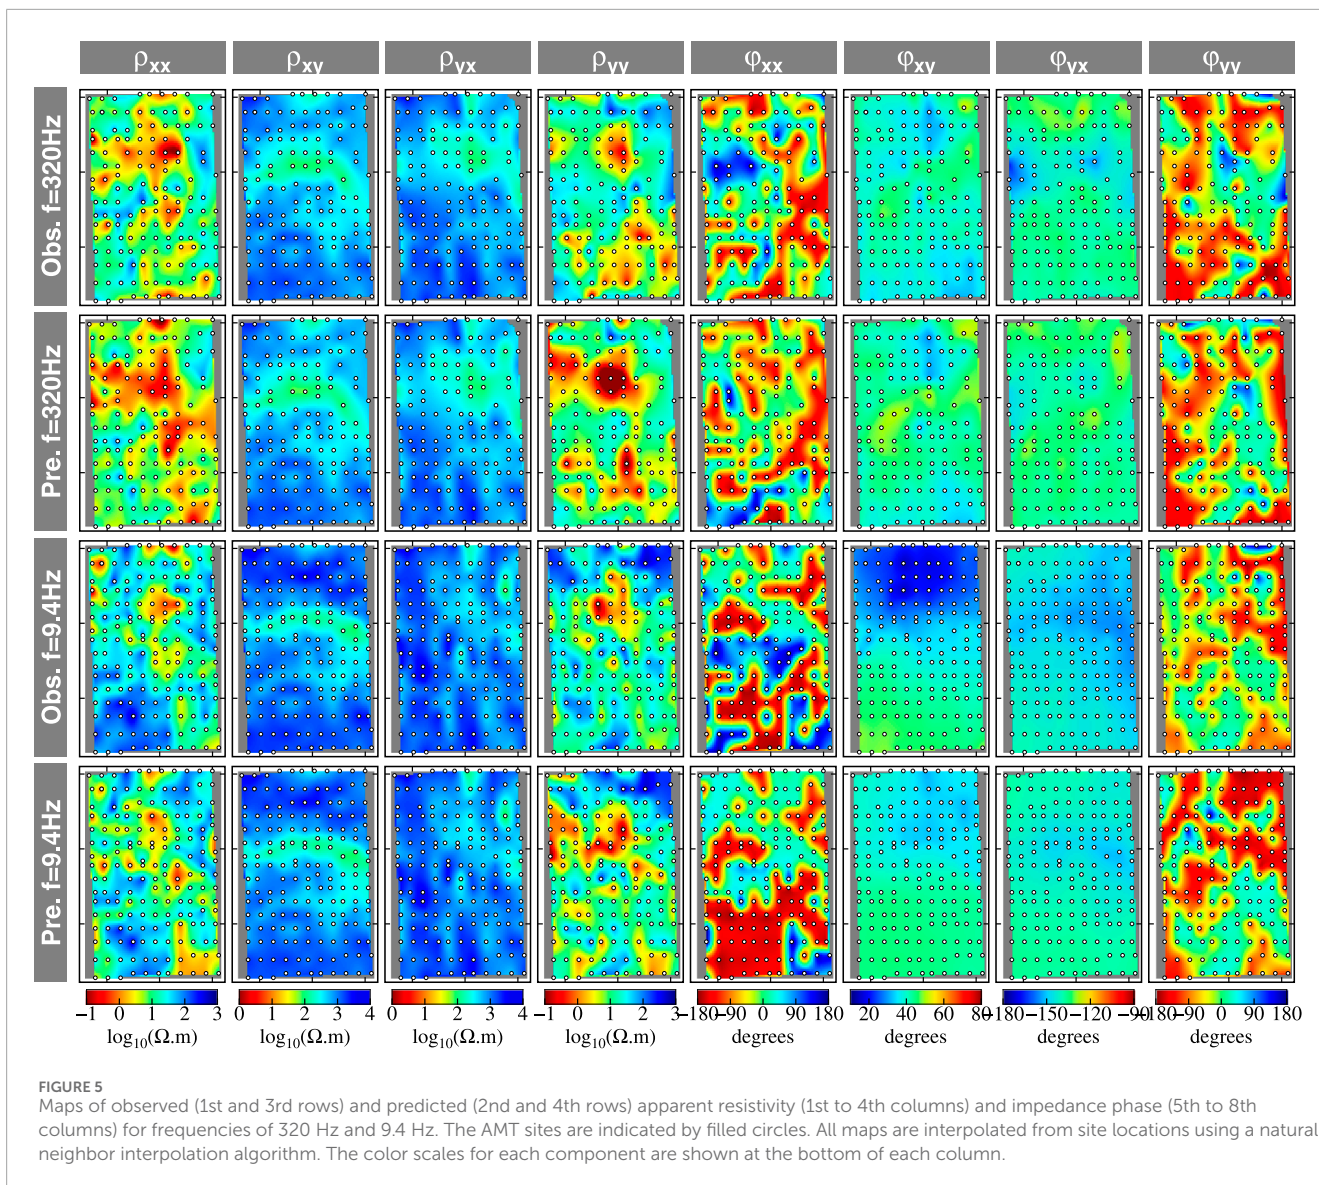 ρxx ρxy ρyx ρyy φxx φxy φyx φyy
Obs. f=320Hz
Pre. f=320Hz
Obs. f=9.4Hz
Pre. f=9.4Hz
−1 0 1 2 3 0 1 2 3 4 0 1 2 3 4 −1 0 1 2 3 −180 −90 0 90 180 20 40 60 80 −180 −150 −120 −90 −180 −90 0 90 180
log10(Ω.m) log10(Ω.m) log10(Ω.m) log10(Ω.m) degrees degrees degrees degrees
FIGURE 5
Maps of observed (1st and 3rd rows) and predicted (2nd and 4th rows) apparent resistivity (1st to 4th columns) and impedance phase (5th to 8th
columns) for frequencies of 320 Hz and 9.4 Hz. The AMT sites are indicated by filled circles. All maps are interpolated from site locations using a natural
neighbor interpolation algorithm. The color scales for each component are shown at the bottom of each column.